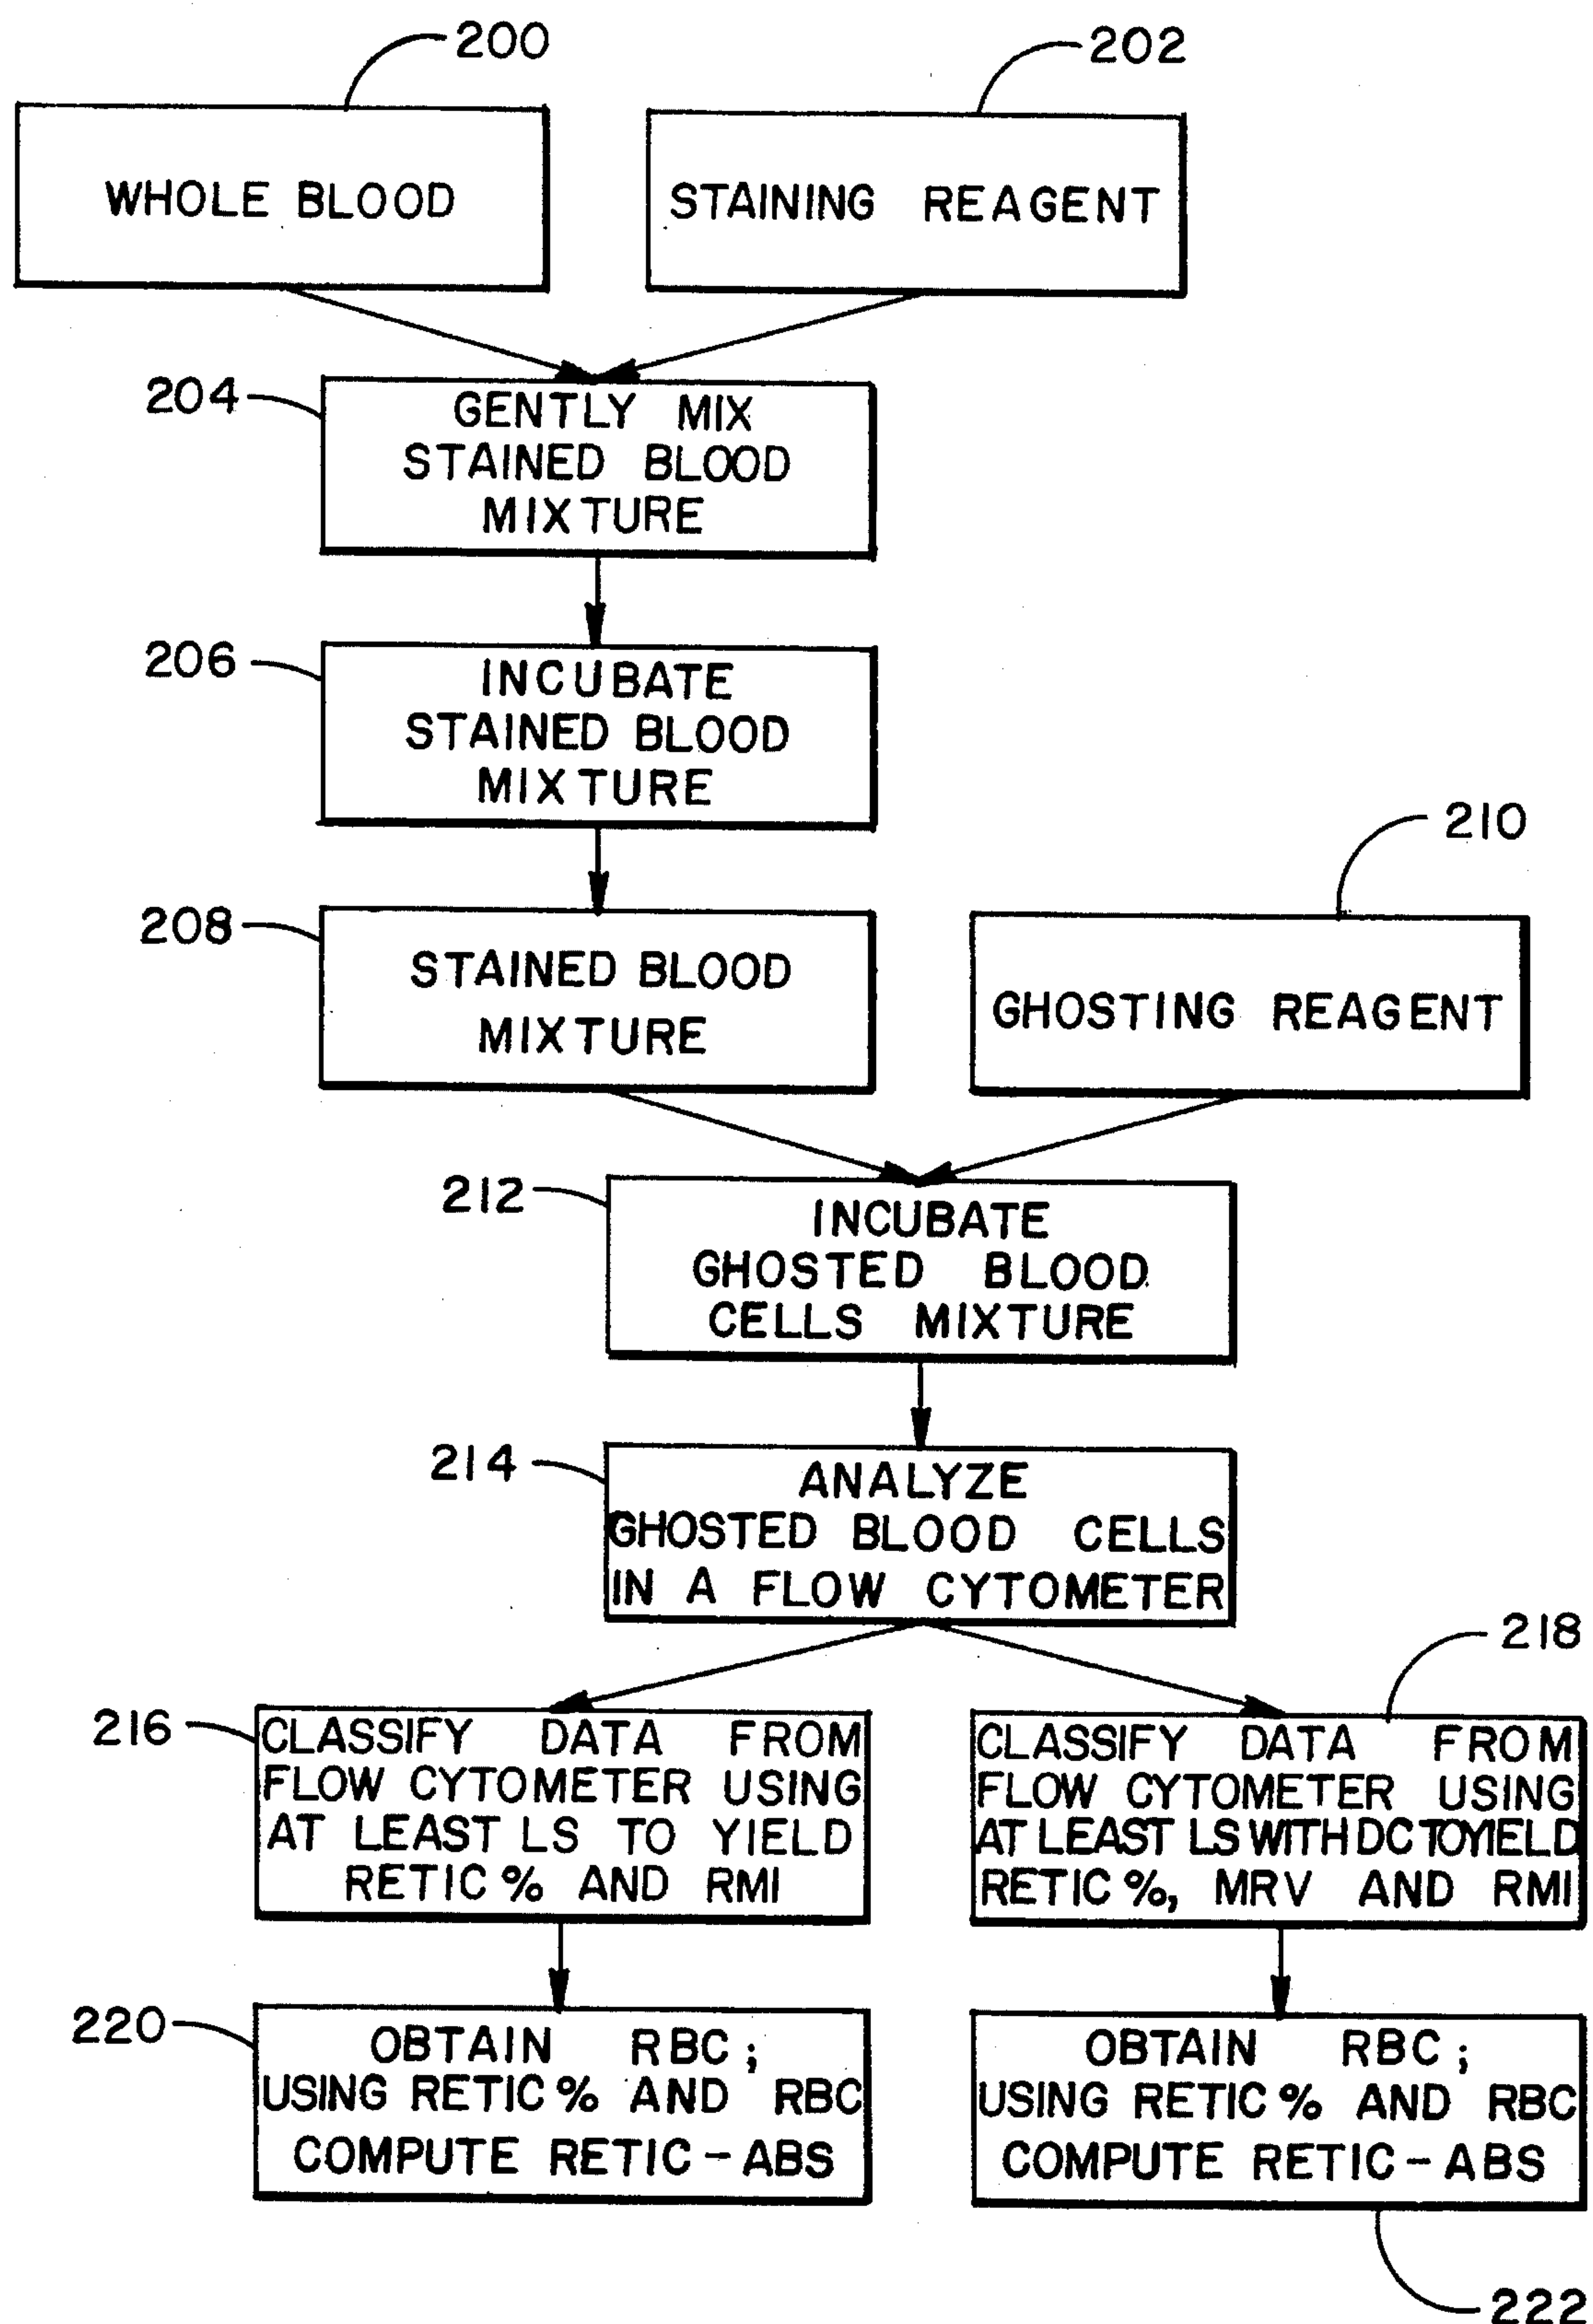 200
202
WHOLE BLOOD
STAINING REAGENT
204
GENTLY MIX
STAINED BLOOD
MIXTURE
206
INCUBATE
STAINED BLOOD
MIXTURE
210
208
STAINED BLOOD
MIXTURE
GHOSTING REAGENT
212
INCUBATE
GHOSTED BLOOD
CELLS MIXTURE
214
ANALYZE
GHOSTED BLOOD CELLS
IN A FLOW CYTOMETER
218
216
CLASSIFY DATA FROM
FLOW CYTOMETER USING
AT LEAST LS TO YIELD
RETIC % AND RMI
CLASSIFY DATA FROM
FLOW CYTOMETER USING
AT LEAST LS WITH DC TO YIELD
RETIC %, MRV AND RMI
220
OBTAIN RBC;
USING RETIC % AND RBC
COMPUTE RETIC-ABS
OBTAIN RBC;
USING RETIC % AND RBC
COMPUTE RETIC-ABS
222